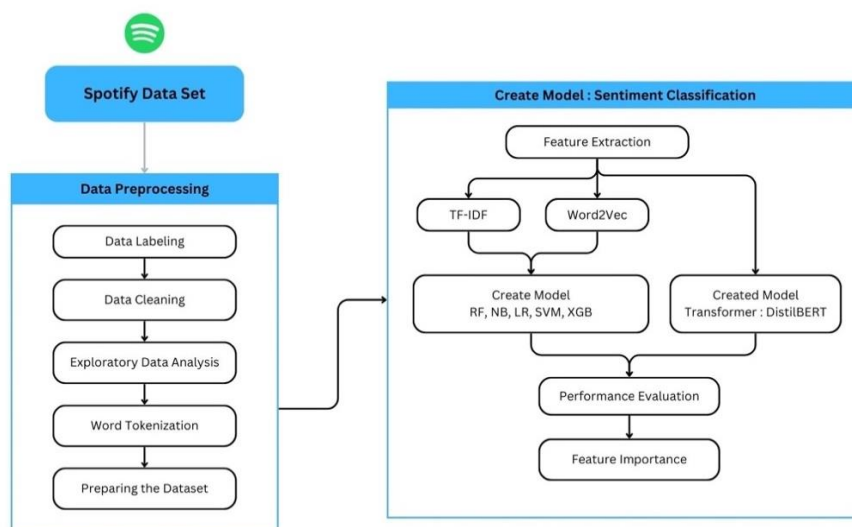 Spotify Data Set
Data Preprocessing
Data Labeling
Data Cleaning
Exploratory Data Analysis
Word Tokenization
Preparing the Dataset
Create Model : Sentiment Classification
Feature Extraction
TF-IDF
Word2Vec
Create Model
RF, NB, LR, SVM, XGB
Created Model
Transformer : DistilBERT
Performance Evaluation
Feature Importance